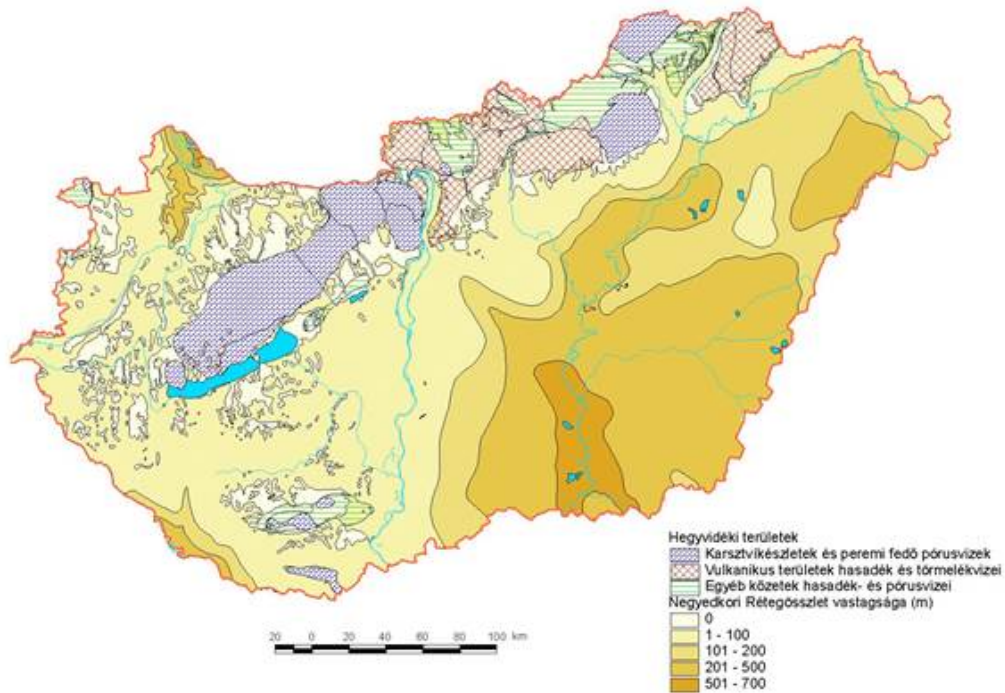 Hegyvidéki területek
Karsztvíkészletek és peremi fedő pórusvizek
Vulkanikus területek hasadék és törmelékvizei
Egyéb kőzetek hasadék- és pórusvizei
Negyedkori Rétegösszlet vastagsága (m)
0
1 - 100
101 - 200
201 - 500
501 - 700
20 0 20 40 60 80 100 km